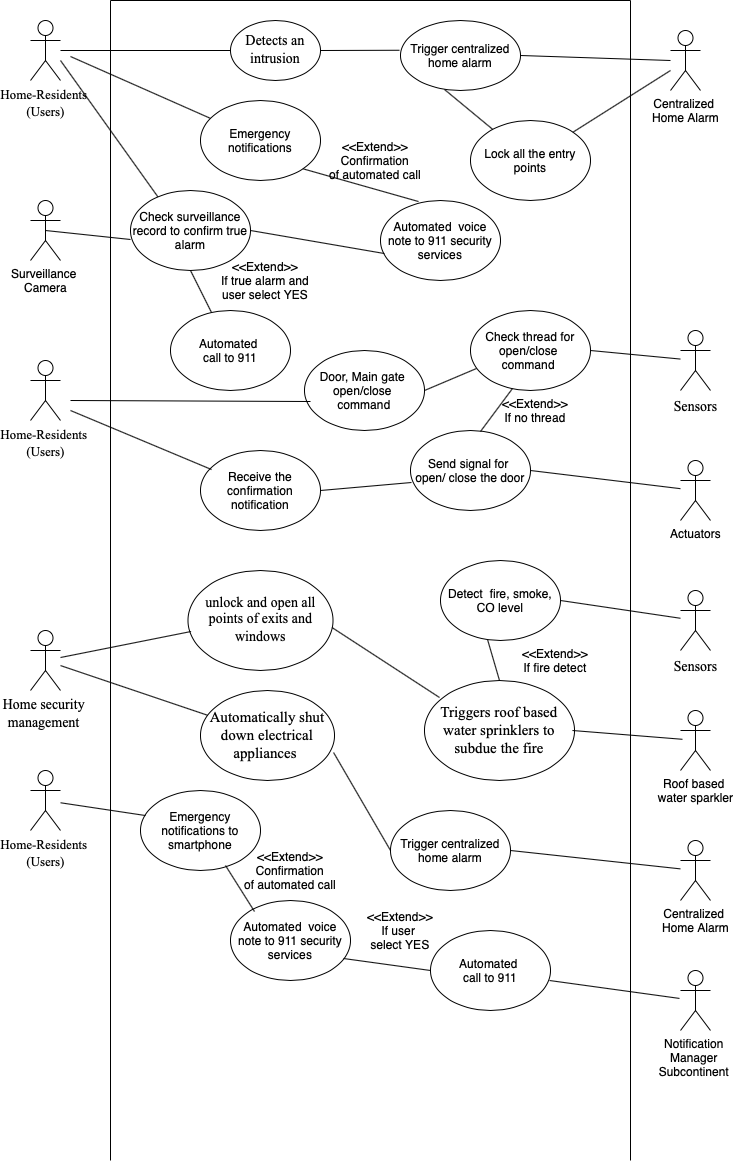 Home-Residents
(Users)
Detects an
intrusion
Trigger centralized
home alarm
Centralized
Home Alarm
Emergency
notifications
<<Extend>>
Confirmation
of automated call
Lock all the entry
points
Surveillance
Camera
Check surveillance
record to confirm true
alarm
Automated  voice
note to 911 security
services
<<Extend>>
If true alarm and
user select YES
Automated
call to 911
Check thread for
open/close
command
Sensors
Home-Residents
(Users)
Door, Main gate
open/close
command
<<Extend>>
If no thread
Receive the
confirmation
notification
Send signal for
open/ close the door
Actuators
unlock and open all
points of exits and
windows
Detect  fire, smoke,
CO level
Sensors
<<Extend>>
If fire detect
Home security
management
Automatically shut
down electrical
appliances
Triggers roof based
water sprinklers to
subdue the fire
Roof based
water sparkler
Home-Residents
(Users)
Emergency
notifications to
smartphone
Trigger centralized
home alarm
Centralized
Home Alarm
<<Extend>>
Confirmation
of automated call
Automated  voice
note to 911 security
services
<<Extend>>
If user
select YES
Automated
call to 911
Notification
Manager
Subcontinent